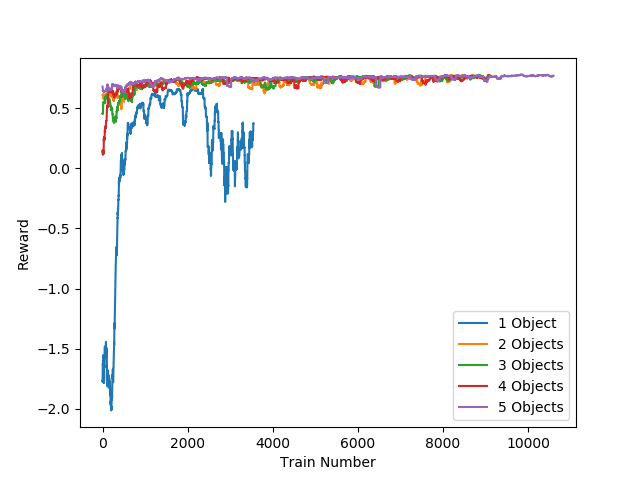 0.5
0.0
−0.5
−1.0
−1.5
−2.0
Reward
0 2000 4000 6000 8000 10000
Train Number
1 Object
2 Objects
3 Objects
4 Objects
5 Objects